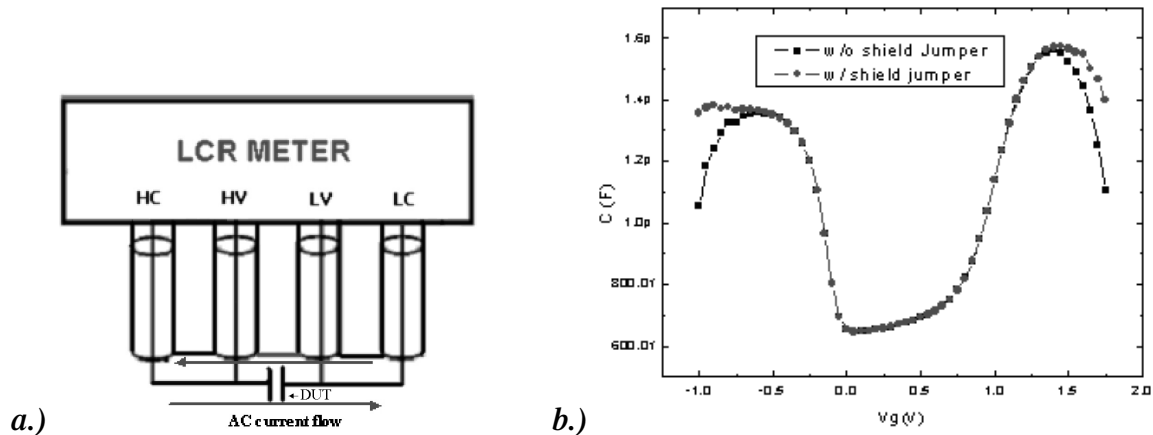 LCR METER
HC HV LV LC
DUT
AC current flow
a.)
w/o shield Jumper
w/ shield jumper
C (F)
1.6p
1.4p
1.2p
1.0p
800.0f
600.0f
-1.0 -0.5 0.0 0.5 1.0 1.5 2.0
Vg(V)
b.)